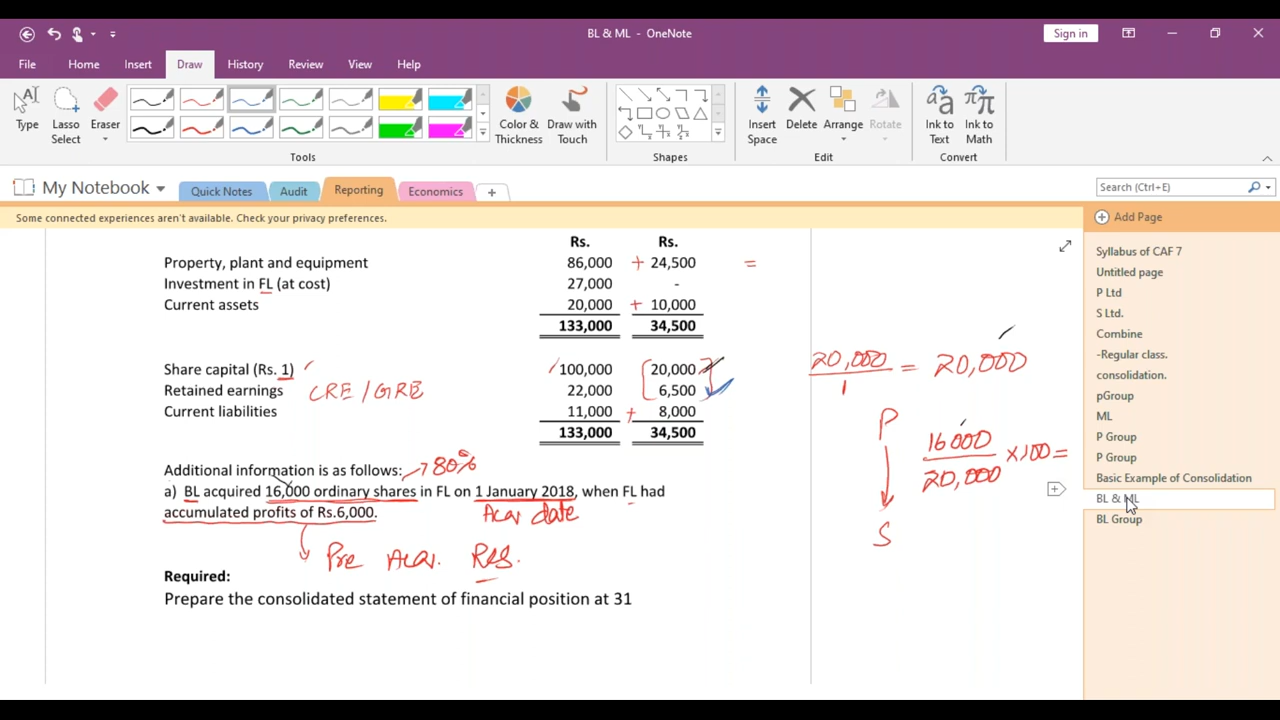 BL & ML - OneNote
Sign in
File Home Insert Draw History Review View Help
Type
Lasso Select
Eraser
Color & Thickness
Draw with Touch
Insert Space
Delete
Arrange
Rotate
Ink to Text
Ink to Math
Tools
Shapes
Edit
Convert
My Notebook
Quick Notes
Audit
Reporting
Economics
Search (Ctrl+E)
Some connected experiences aren't available. Check your privacy preferences.
Rs. Rs.
Property, plant and equipment 86,000 + 24,500 =
Investment in FL (at cost) 27,000 -
Current assets 20,000 + 10,000
133,000 34,500
Share capital (Rs. 1) 100,000 20,000
Retained earnings CRE / GRE 22,000 6,500
Current liabilities 11,000 + 8,000
133,000 34,500
Additional information is as follows: → 80%
a) BL acquired 16,000 ordinary shares in FL on 1 January 2018, when FL had
accumulated profits of Rs.6,000. Acq date
Pre Acq. Res.
Required:
Prepare the consolidated statement of financial position at 31
20,000
1
= 20,000
P
16000
20,000
×100=
S
Add Page
Syllabus of CAF 7
Untitled page
P Ltd
S Ltd.
Combine
-Regular class.
consolidation.
pGroup
ML
P Group
P Group
Basic Example of Consolidation
BL & ML
BL Group